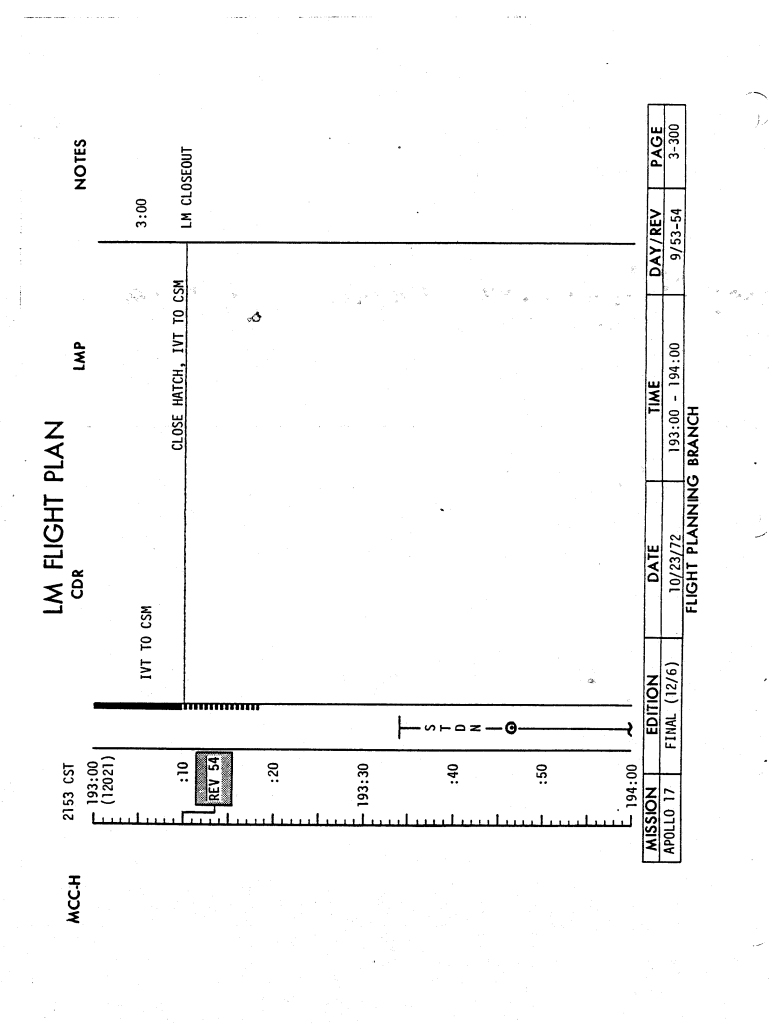 LM FLIGHT PLAN
MCC-H
2153 CST
CDR
LMP
NOTES
193:00
(12021)
IVT TO CSM
3:00
:10
CLOSE HATCH, IVT TO CSM
LM CLOSEOUT
REV 54
:20
193:30
S
T
D
N
:40
:50
194:00
MISSION EDITION DATE TIME DAY/REV PAGE
APOLLO 17 FINAL (12/6) 10/23/72 193:00 - 194:00 9/53-54 3-300
FLIGHT PLANNING BRANCH